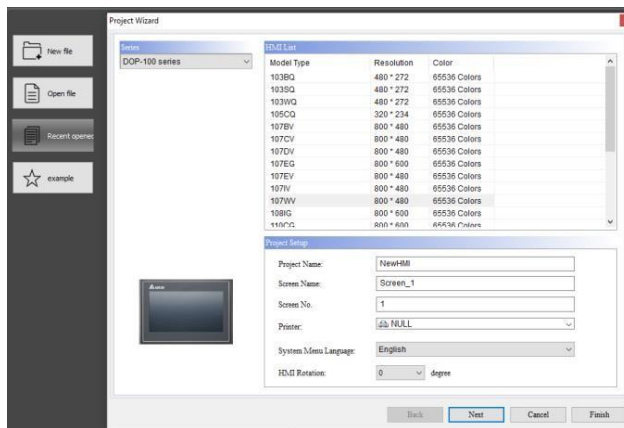 Project Wizard
New file
Open file
Recent opened
example
Series
DOP-100 series
HMI List
Model Type Resolution Color
103BQ 480 * 272 65536 Colors
103SQ 480 * 272 65536 Colors
103WQ 480 * 272 65536 Colors
105CQ 320 * 234 65536 Colors
107BV 800 * 480 65536 Colors
107CV 800 * 480 65536 Colors
107DV 800 * 480 65536 Colors
107EG 800 * 600 65536 Colors
107EV 800 * 480 65536 Colors
107IV 800 * 480 65536 Colors
107WV 800 * 480 65536 Colors
108IG 800 * 600 65536 Colors
110CG 800 * 600 65536 Colors
Project Setup
Project Name: NewHMI
Screen Name: Screen_1
Screen No. 1
Printer: NULL
System Menu Language: English
HMI Rotation: 0 degree
Back Next Cancel Finish